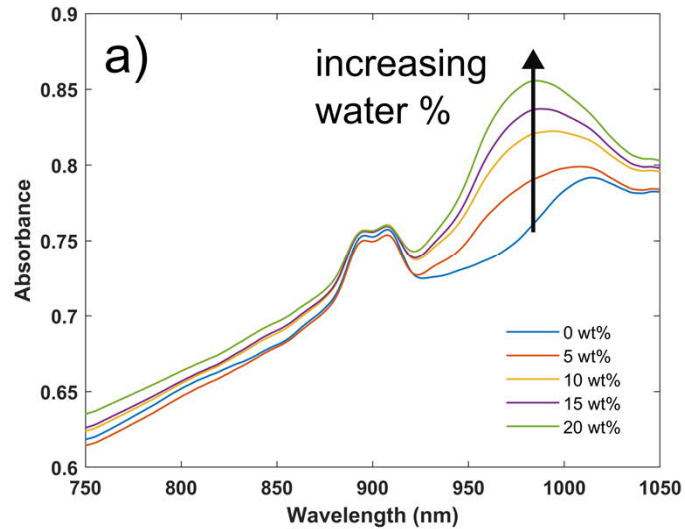 a)
increasing
water %
0.9
0.85
0.8
0.75
0.7
0.65
0.6
Absorbance
0 wt%
5 wt%
10 wt%
15 wt%
20 wt%
750 800 850 900 950 1000 1050
Wavelength (nm)